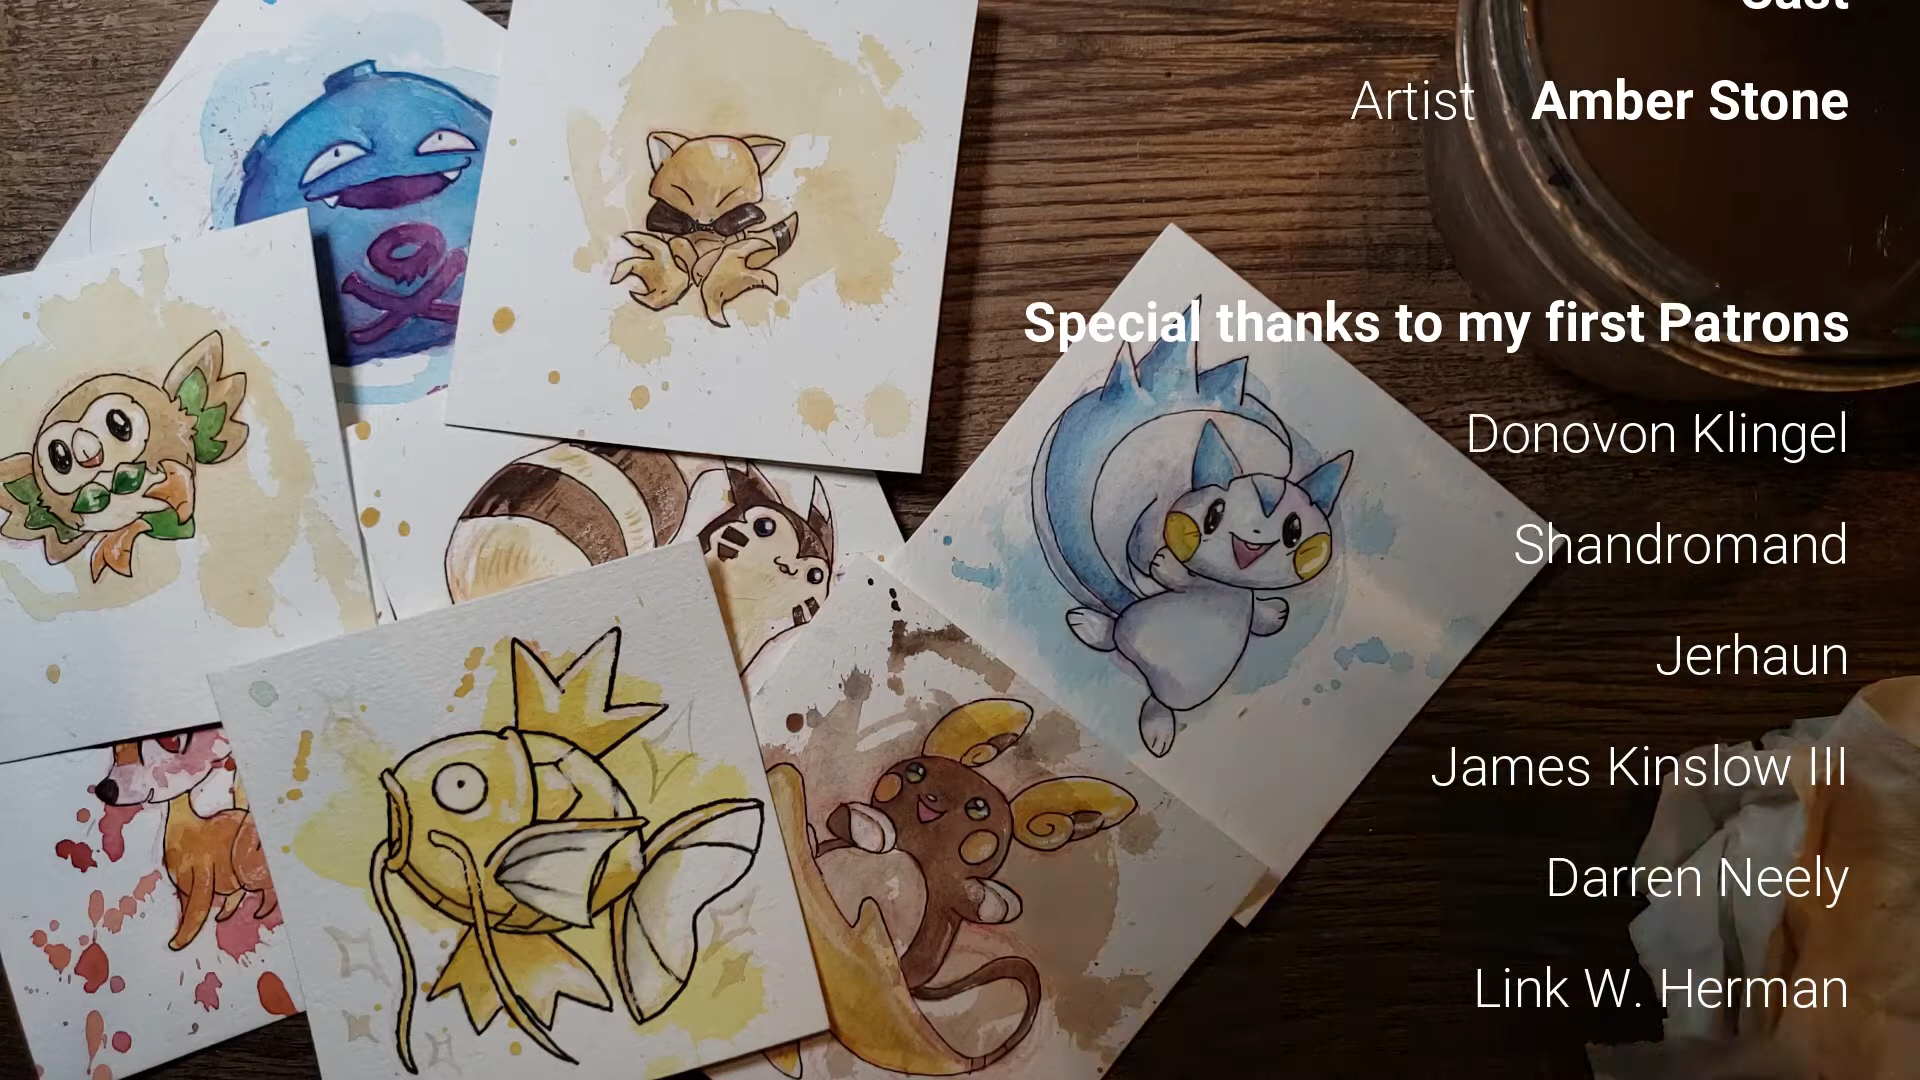 Cast
Artist Amber Stone
Special thanks to my first Patrons
Donovon Klingel
Shandromand
Jerhaun
James Kinslow III
Darren Neely
Link W. Herman